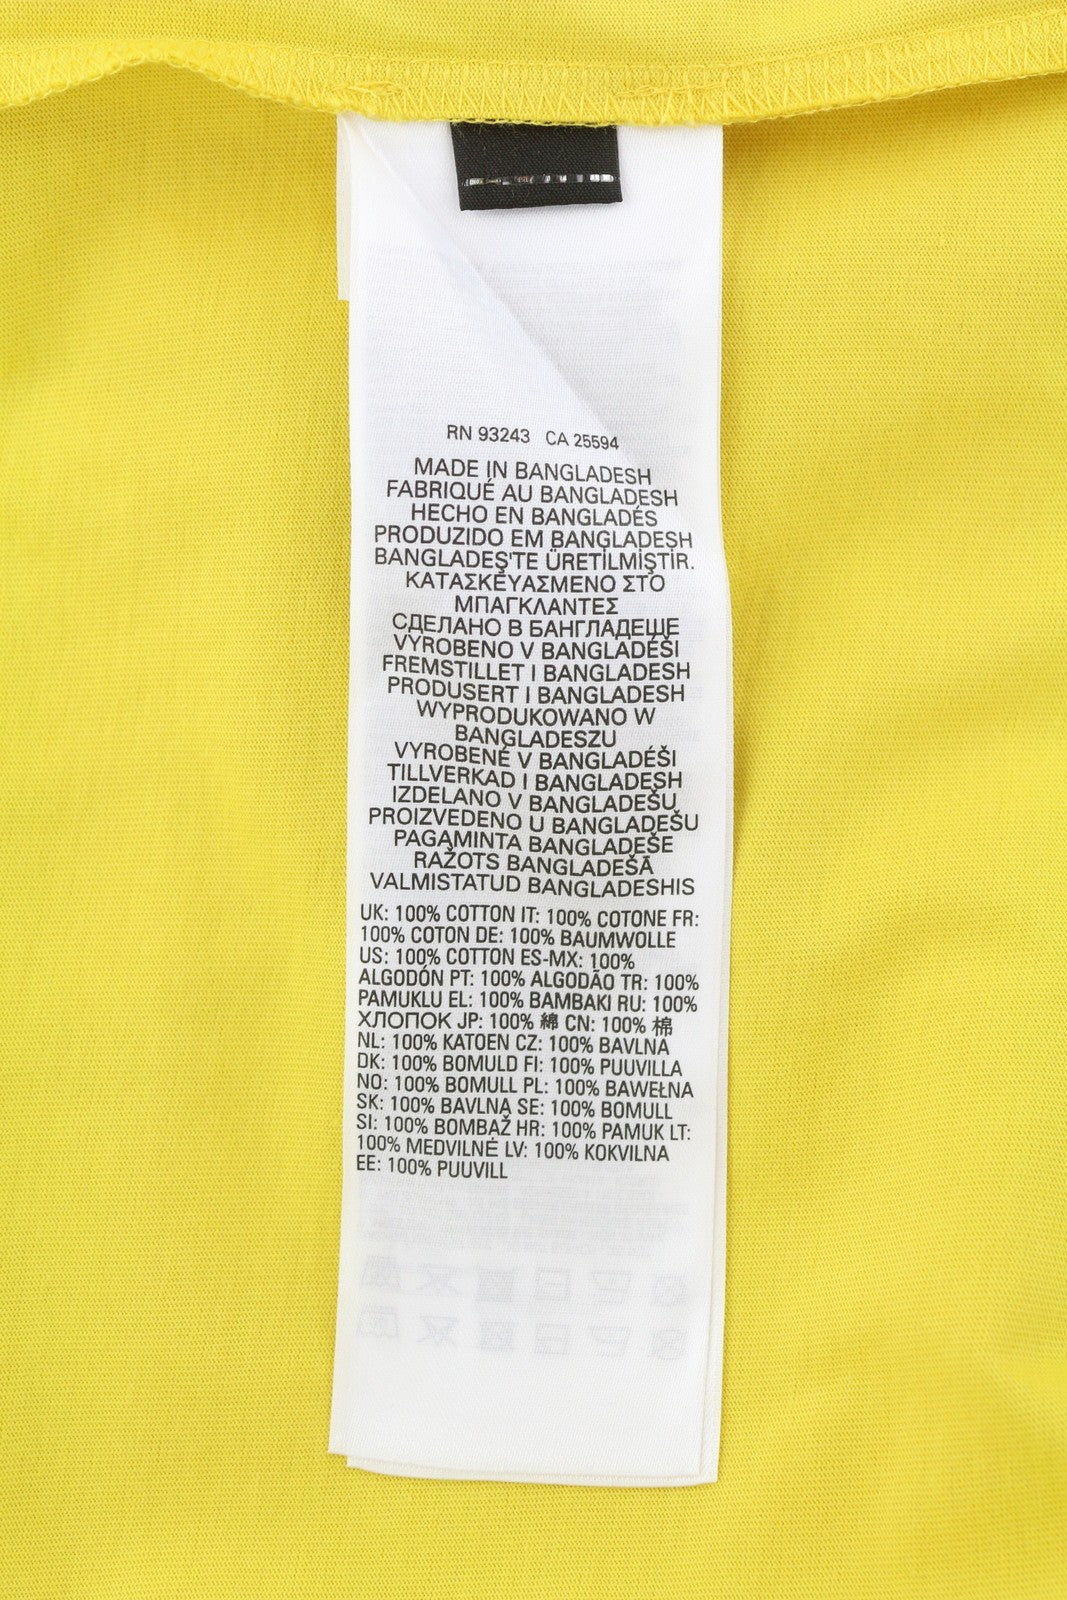 RN 93243 CA 25594
MADE IN BANGLADESH
FABRIQUÉ AU BANGLADESH
HECHO EN BANGLADÉS
PRODUZIDO EM BANGLADESH
BANGLADEŞ'TE ÜRETİLMİŞTİR.
ΚΑΤΑΣΚΕΥΑΣΜΕΝΟ ΣΤΟ
ΜΠΑΓΚΛΑΝΤΕΣ
СДЕЛАНО В БАНГЛАДЕШЕ
VYROBENO V BANGLADÉŠI
FREMSTILLET I BANGLADESH
PRODUSERT I BANGLADESH
WYPRODUKOWANO W
BANGLADESZU
VYROBENÉ V BANGLADÉŠI
TILLVERKAD I BANGLADESH
IZDELANO V BANGLADEŠU
PROIZVEDENO U BANGLADEŠU
PAGAMINTA BANGLADEŠE
RAŽOTS BANGLADEŠĀ
VALMISTATUD BANGLADESHIS
UK: 100% COTTON IT: 100% COTONE FR:
100% COTON DE: 100% BAUMWOLLE
US: 100% COTTON ES-MX: 100%
ALGODÓN PT: 100% ALGODÃO TR: 100%
PAMUKLU EL: 100% ΒΑΜΒΑΚΙ RU: 100%
ХЛОПОК JP: 100% 綿 CN: 100% 棉
NL: 100% KATOEN CZ: 100% BAVLNA
DK: 100% BOMULD FI: 100% PUUVILLA
NO: 100% BOMULL PL: 100% BAWEŁNA
SK: 100% BAVLNA SE: 100% BOMULL
SI: 100% BOMBAŽ HR: 100% PAMUK LT:
100% MEDVILNĖ LV: 100% KOKVILNA
EE: 100% PUUVILL